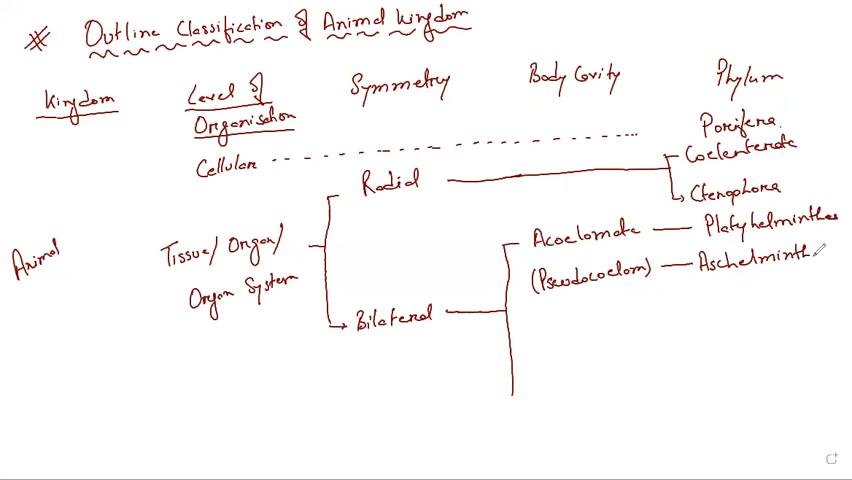 Outline Classification of Animal Kingdom
Kingdom Level of Organisation Symmetry Body Cavity Phylum
Cellular Porifera
Radial Coelenterata
Ctenophora
Animal Tissue/Organ/ Organ System Acoelomate Platyhelminthes
(Pseudocoelom) Aschelminth
Bilateral